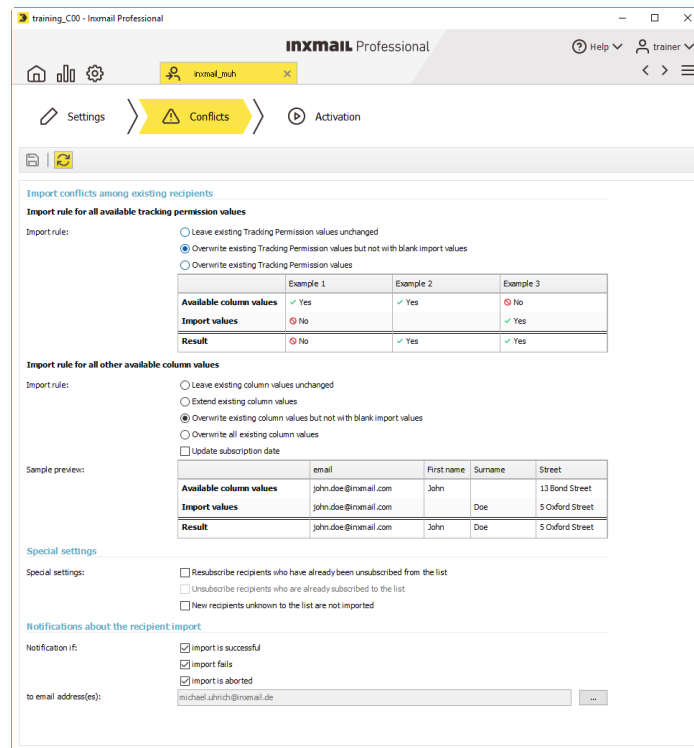 training_C00 - Inxmail Professional
inxmail Professional
Help
trainer
inxmail_muh
Settings
Conflicts
Activation
Import conflicts among existing recipients
Import rule for all available tracking permission values
Import rule:
Leave existing Tracking Permission values unchanged
Overwrite existing Tracking Permission values but not with blank import values
Overwrite existing Tracking Permission values
Example 1 Example 2 Example 3
Available column values Yes Yes No
Import values No Yes
Result No Yes Yes
Import rule for all other available column values
Import rule:
Leave existing column values unchanged
Extend existing column values
Overwrite existing column values but not with blank import values
Overwrite all existing column values
Update subscription date
Sample preview:
email First name Surname Street
Available column values john.doe@inxmail.com John 13 Bond Street
Import values john.doe@inxmail.com Doe 5 Oxford Street
Result john.doe@inxmail.com John Doe 5 Oxford Street
Special settings
Special settings:
Resubscribe recipients who have already been unsubscribed from the list
Unsubscribe recipients who are already subscribed to the list
New recipients unknown to the list are not imported
Notifications about the recipient import
Notification if:
import is successful
import fails
import is aborted
to email address(es):
michael.uhrich@inxmail.de
...